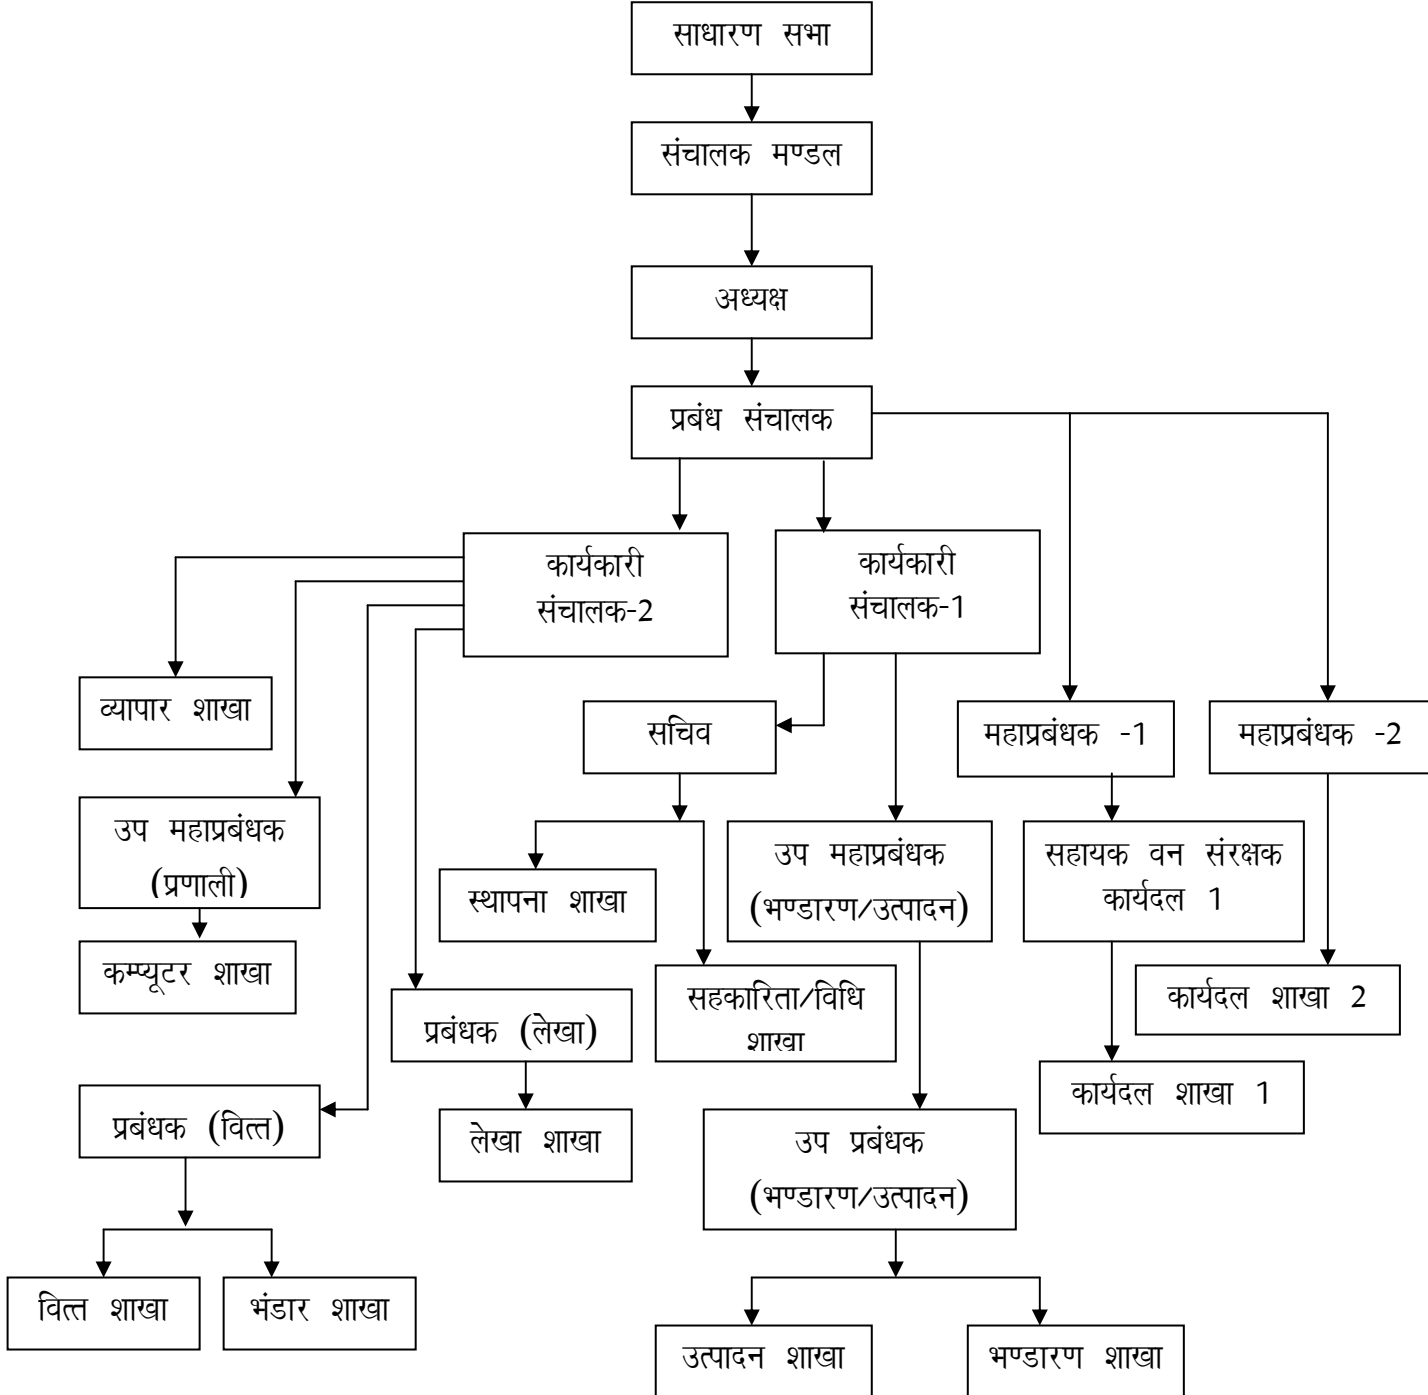 साधारण सभा
संचालक मण्डल
अध्यक्ष
प्रबंध संचालक
कार्यकारी
संचालक-2
कार्यकारी
संचालक-1
व्यापार शाखा
सचिव
महाप्रबंधक -1
महाप्रबंधक -2
उप महाप्रबंधक
(प्रणाली)
स्थापना शाखा
उप महाप्रबंधक
(भण्डारण/उत्पादन)
सहायक वन संरक्षक
कार्यदल 1
कम्प्यूटर शाखा
प्रबंधक (लेखा)
सहकारिता/विधि
शाखा
कार्यदल शाखा 2
कार्यदल शाखा 1
प्रबंधक (वित्त)
लेखा शाखा
उप प्रबंधक
(भण्डारण/उत्पादन)
वित्त शाखा
भंडार शाखा
उत्पादन शाखा
भण्डारण शाखा